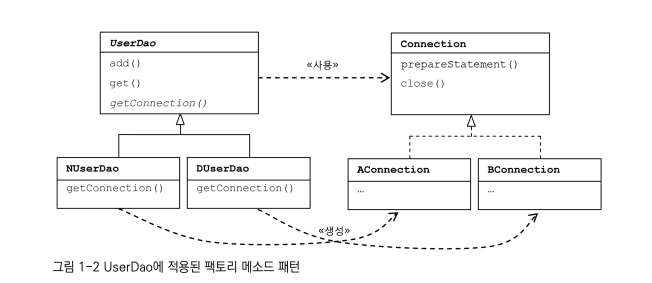 UserDao
add()
get()
getConnection()
«사용»
Connection
prepareStatement()
close()
NUserDao
getConnection()
DUserDao
getConnection()
AConnection
…
BConnection
…
«생성»
그림 1-2 UserDao에 적용된 팩토리 메소드 패턴